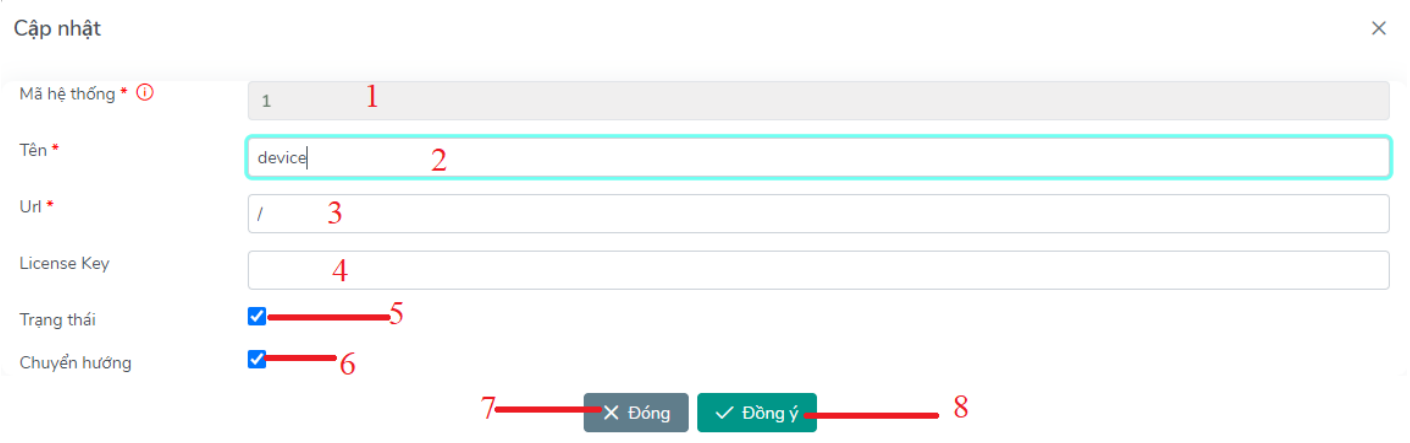 Cập nhật
Mã hệ thống * 1 1
Tên * device 2
Url * / 3
License Key 4
Trạng thái 5
Chuyển hướng 6
7 Đóng Đồng ý 8